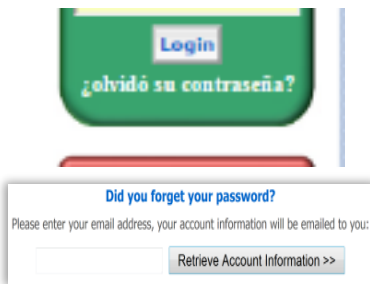 Login
¿olvidó su contraseña?
Did you forget your password?
Please enter your email address, your account information will be emailed to you:
Retrieve Account Information >>